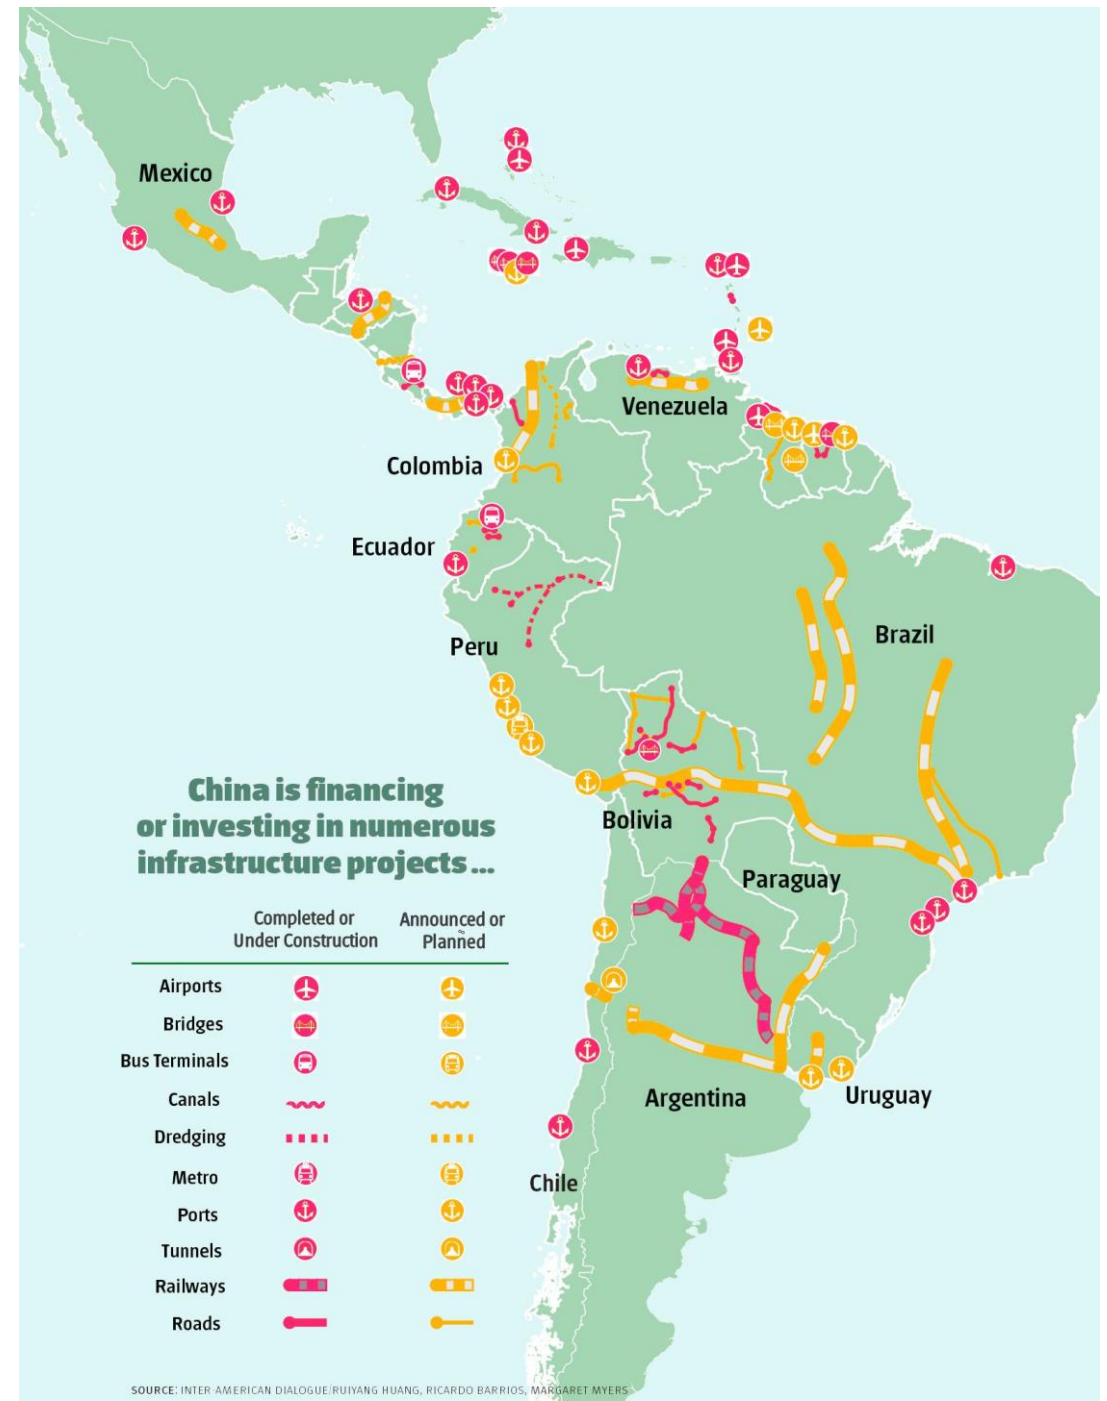 Mexico
Venezuela
Colombia
Ecuador
Peru
Brazil
China is financing
or investing in numerous
infrastructure projects...
Bolivia
Paraguay
Argentina
Uruguay
Chile
Completed or
Under Construction
Announced or
Planned
Airports
Bridges
Bus Terminals
Canals
Dredging
Metro
Ports
Tunnels
Railways
Roads
SOURCE: INTER-AMERICAN DIALOGUE/RUIYANG HUANG, RICARDO BARRIOS, MARGARET MYERS